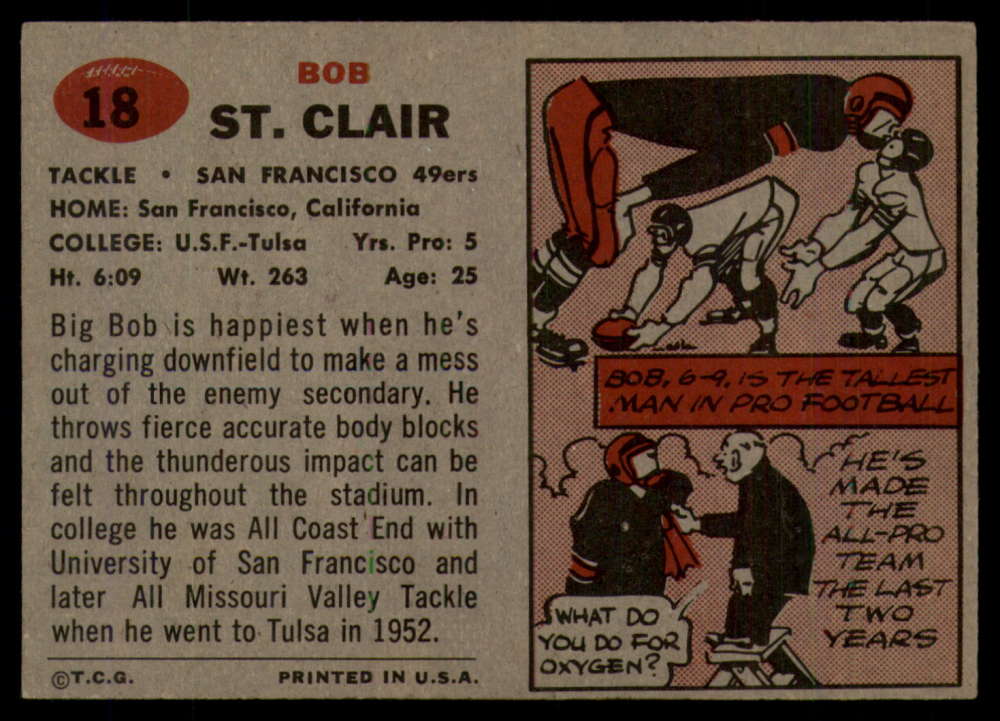 18
BOB
ST. CLAIR
TACKLE • SAN FRANCISCO 49ers
HOME: San Francisco, California
COLLEGE: U.S.F.-Tulsa Yrs. Pro: 5
Ht. 6:09 Wt. 263 Age: 25
Big Bob is happiest when he's
charging downfield to make a mess
out of the enemy secondary. He
throws fierce accurate body blocks
and the thunderous impact can be
felt throughout the stadium. In
college he was All Coast End with
University of San Francisco and
later All Missouri Valley Tackle
when he went to Tulsa in 1952.
©T.C.G. PRINTED IN U.S.A.
BOB, 6-9, IS THE TALLEST
MAN IN PRO FOOTBALL
HE'S
MADE
THE
ALL-PRO
TEAM
THE LAST
TWO
YEARS
WHAT DO
YOU DO FOR
OXYGEN?